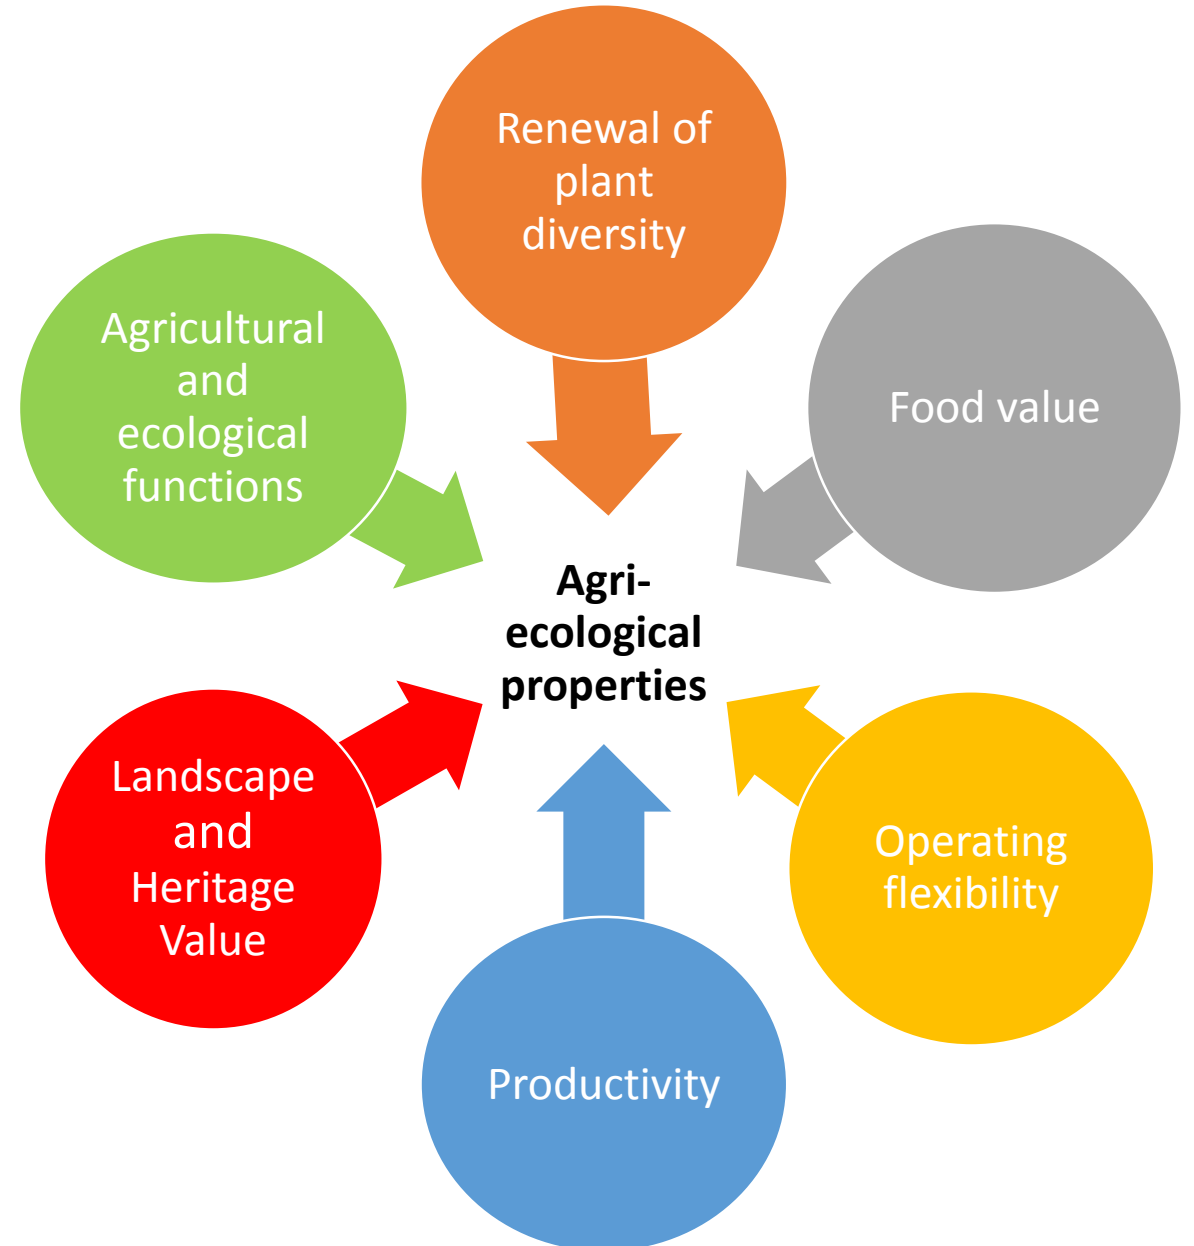 Renewal of
plant
diversity
Agricultural
and
ecological
functions
Food value
Agri-
ecological
properties
Landscape
and
Heritage
Value
Operating
flexibility
Productivity